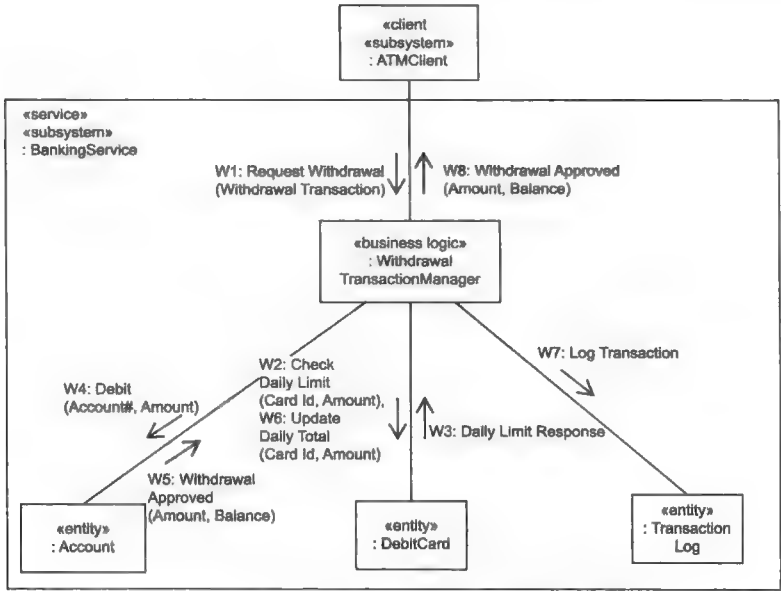 «client
«subsystem»
: ATMClient
«service»
«subsystem»
: BankingService
W1: Request Withdrawal
(Withdrawal Transaction)
W8: Withdrawal Approved
(Amount, Balance)
«business logic»
: Withdrawal
TransactionManager
W7: Log Transaction
W2: Check
Daily Limit
(Card Id, Amount),
W6: Update
Daily Total
(Card Id, Amount)
W4: Debit
(Account#, Amount)
W3: Daily Limit Response
W5: Withdrawal
Approved
(Amount, Balance)
«entity»
: Account
«entity»
: DebitCard
«entity»
: Transaction
Log